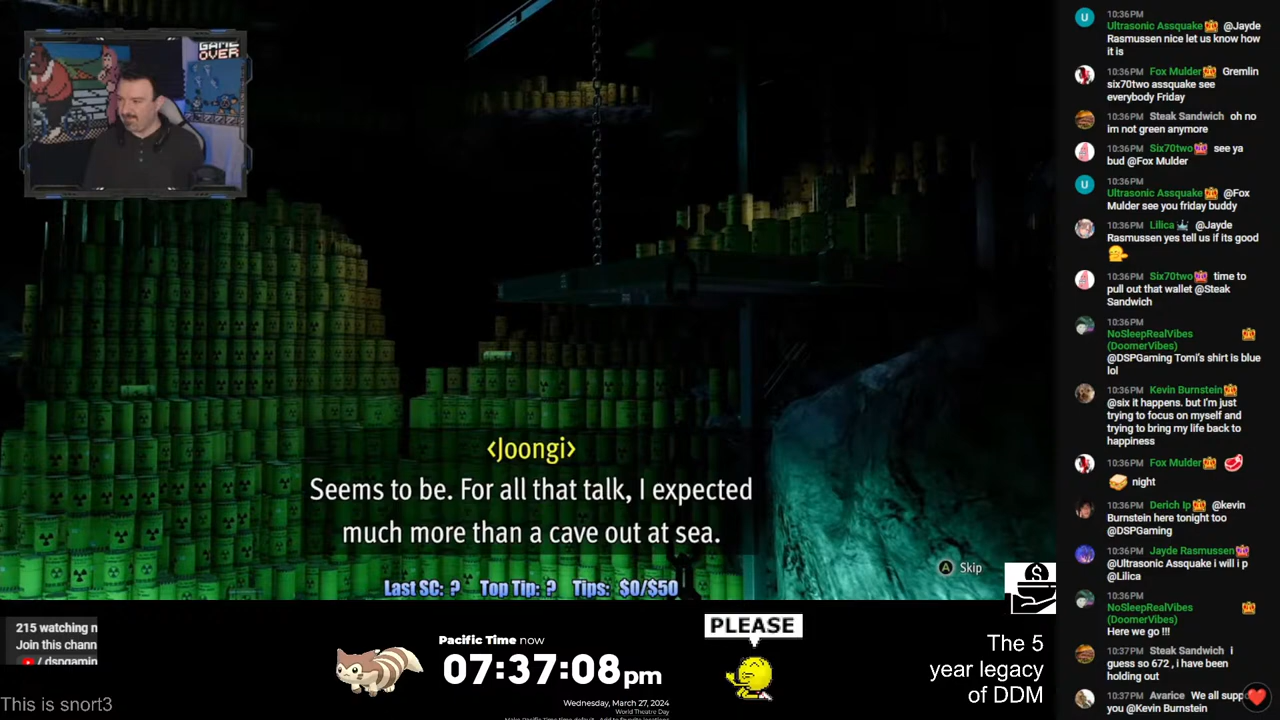 GAME
OVER
<Joongi>
Seems to be. For all that talk, I expected
much more than a cave out at sea.
A Skip
Last SC: ? Top Tip: ? Tips: $0/$50
215 watching n
Join this chann
/ dspgamin
This is snort3
Pacific Time now
07:37:08pm
Wednesday, March 27, 2024
World Theatre Day
PLEASE
The 5
year legacy
of DDM
10:36PM
Ultrasonic Assquake @Jayde
Rasmussen nice let us know how
it is
10:36PM Fox Mulder Gremlin
six70two assquake see
everybody Friday
10:36PM Steak Sandwich oh no
im not green anymore
10:36PM Six70two see ya
bud @Fox Mulder
10:36PM
Ultrasonic Assquake @Fox
Mulder see you friday buddy
10:36PM Lilica @Jayde
Rasmussen yes tell us if its good
10:36PM Six70two time to
pull out that wallet @Steak
Sandwich
10:36PM
NoSleepRealVibes
(DoomerVibes)
@DSPGaming Tomi's shirt is blue
lol
10:36PM Kevin Burnstein
@six it happens. but I'm just
trying to focus on myself and
trying to bring my life back to
happiness
10:36PM Fox Mulder
night
10:36PM Derich Ip @kevin
Burnstein here tonight too
@DSPGaming
10:36PM Jayde Rasmussen
@Ultrasonic Assquake i will i p
@Lilica
10:36PM
NoSleepRealVibes
(DoomerVibes)
Here we go !!!
10:37PM Steak Sandwich i
guess so 672 , i have been
holding out
10:37PM Avarice We all supp
you @Kevin Burnstein